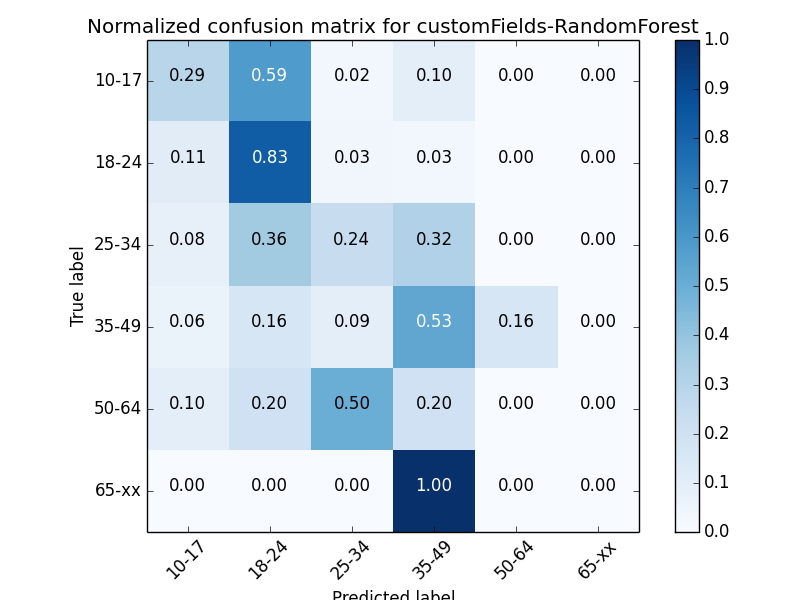 Normalized confusion matrix for customFields-RandomForest
True label
10-17 0.29 0.59 0.02 0.10 0.00 0.00
18-24 0.11 0.83 0.03 0.03 0.00 0.00
25-34 0.08 0.36 0.24 0.32 0.00 0.00
35-49 0.06 0.16 0.09 0.53 0.16 0.00
50-64 0.10 0.20 0.50 0.20 0.00 0.00
65-xx 0.00 0.00 0.00 1.00 0.00 0.00
10-17 18-24 25-34 35-49 50-64 65-xx
Predicted label
1.0
0.9
0.8
0.7
0.6
0.5
0.4
0.3
0.2
0.1
0.0